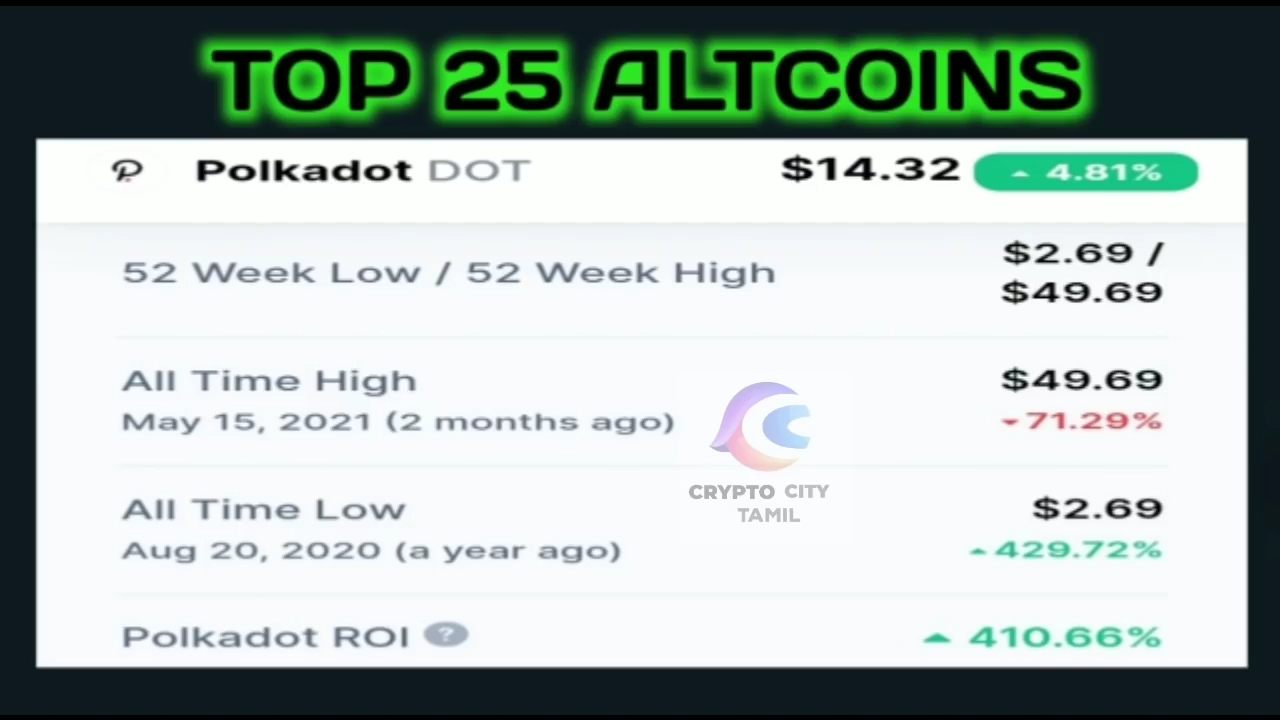 TOP 25 ALTCOINS
Polkadot DOT $14.32 4.81%
52 Week Low / 52 Week High $2.69 /
$49.69
All Time High $49.69
May 15, 2021 (2 months ago) 71.29%
CRYPTO CITY
TAMIL
All Time Low $2.69
Aug 20, 2020 (a year ago) 429.72%
Polkadot ROI ? 410.66%